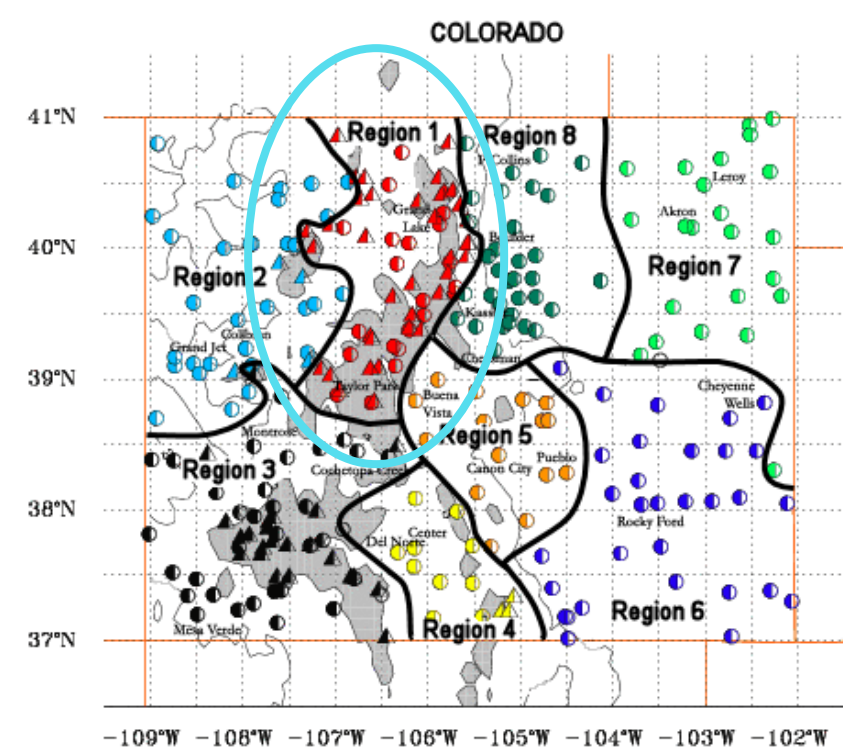 COLORADO
41°N
Region 1
Region 8
F. Collins
Leroy
Akron
Grand
Lake
40°N
Boulder
Region 2
Region 7
Kassler
Collbran
Grand Jct
Cheesman
39°N
Taylor Park
Buena
Vista
Cheyenne
Wells
Montrose
Region 5
Region 3
Cochetopa Creek
Canon City
Pueblo
38°N
Rocky Ford
Del Norte
Center
Mesa Verde
Region 4
Region 6
37°N
-109°W -108°W -107°W -106°W -105°W -104°W -103°W -102°W